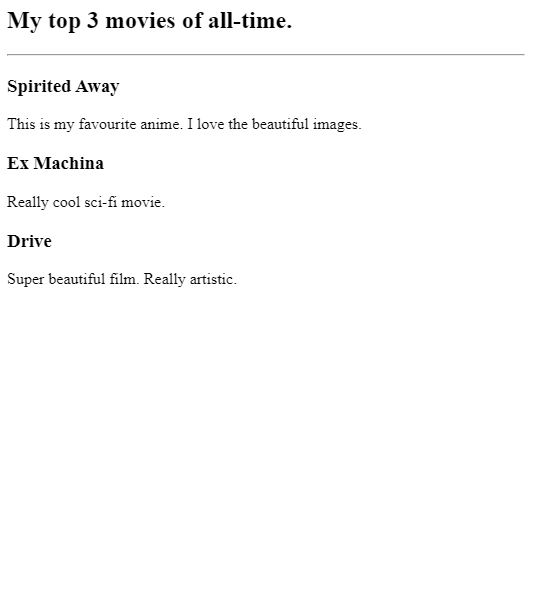 My top 3 movies of all-time.
Spirited Away
This is my favourite anime. I love the beautiful images.
Ex Machina
Really cool sci-fi movie.
Drive
Super beautiful film. Really artistic.